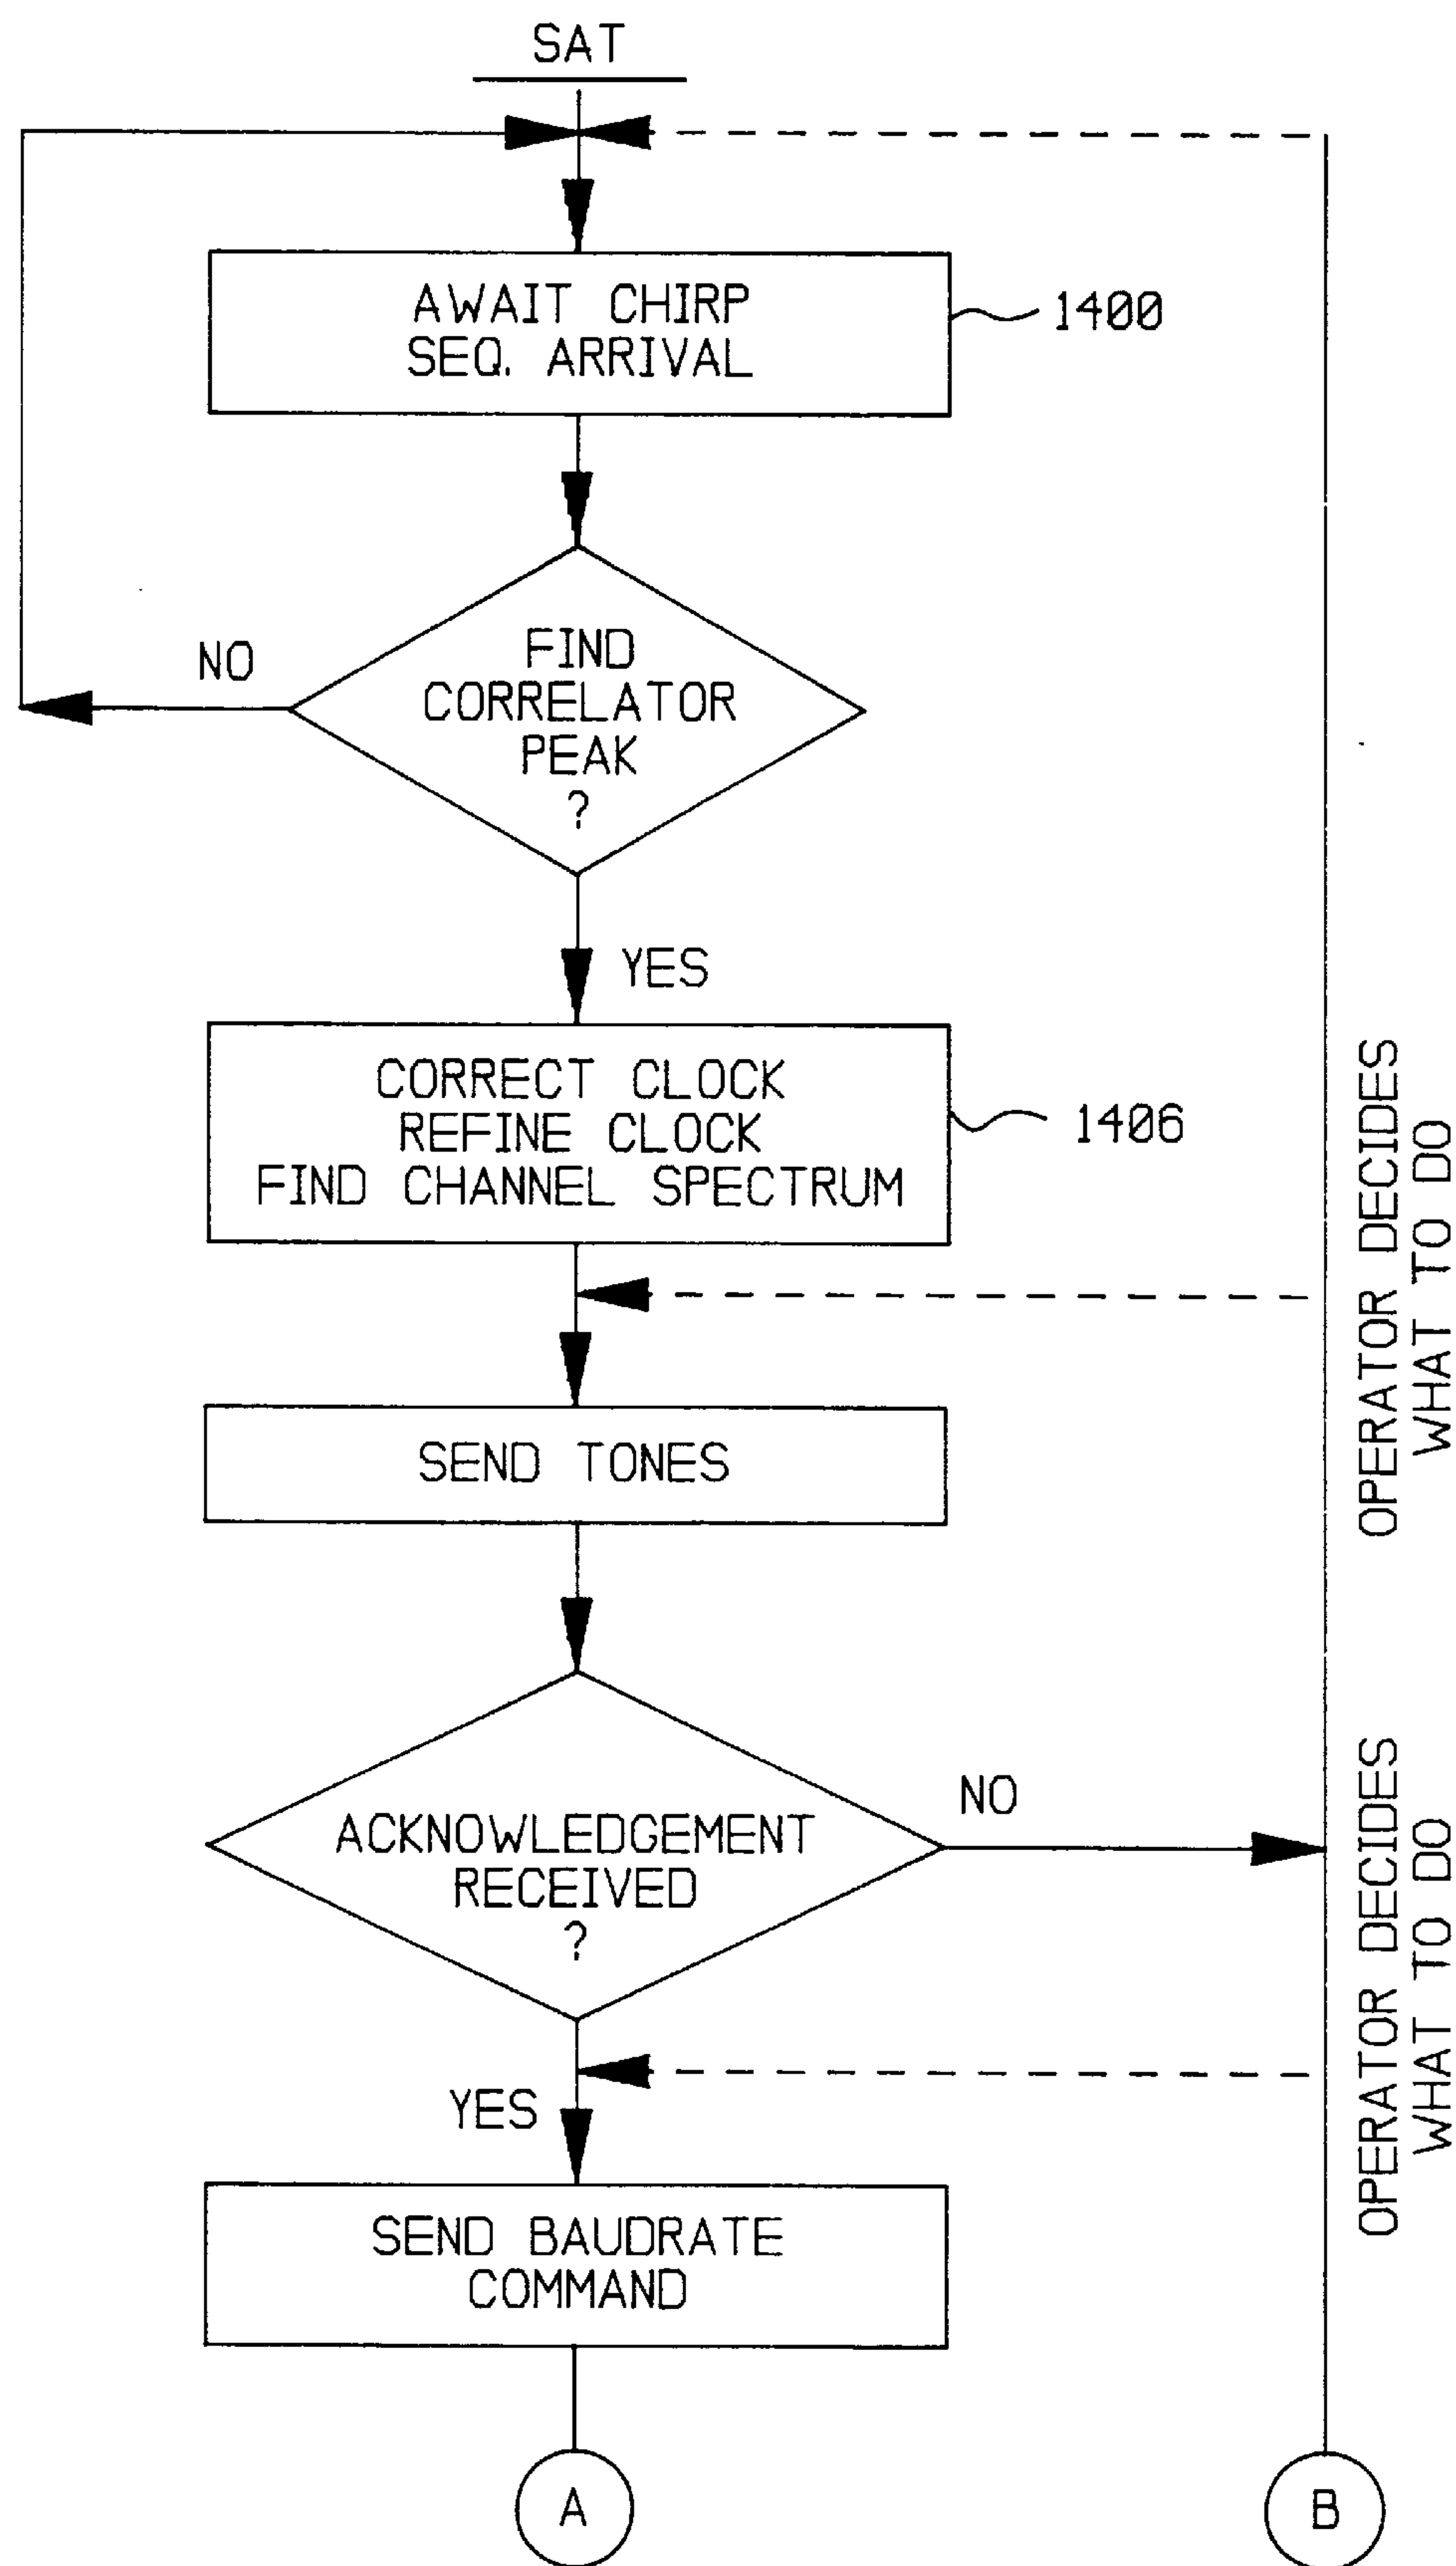 SAT
AWAIT CHIRP
SEQ. ARRIVAL
1400
FIND
CORRELATOR
PEAK
?
NO
YES
CORRECT CLOCK
REFINE CLOCK
FIND CHANNEL SPECTRUM
1406
OPERATOR DECIDES
WHAT TO DO
SEND TONES
ACKNOWLEDGEMENT
RECEIVED
?
NO
OPERATOR DECIDES
WHAT TO DO
YES
SEND BAUDRATE
COMMAND
A
B